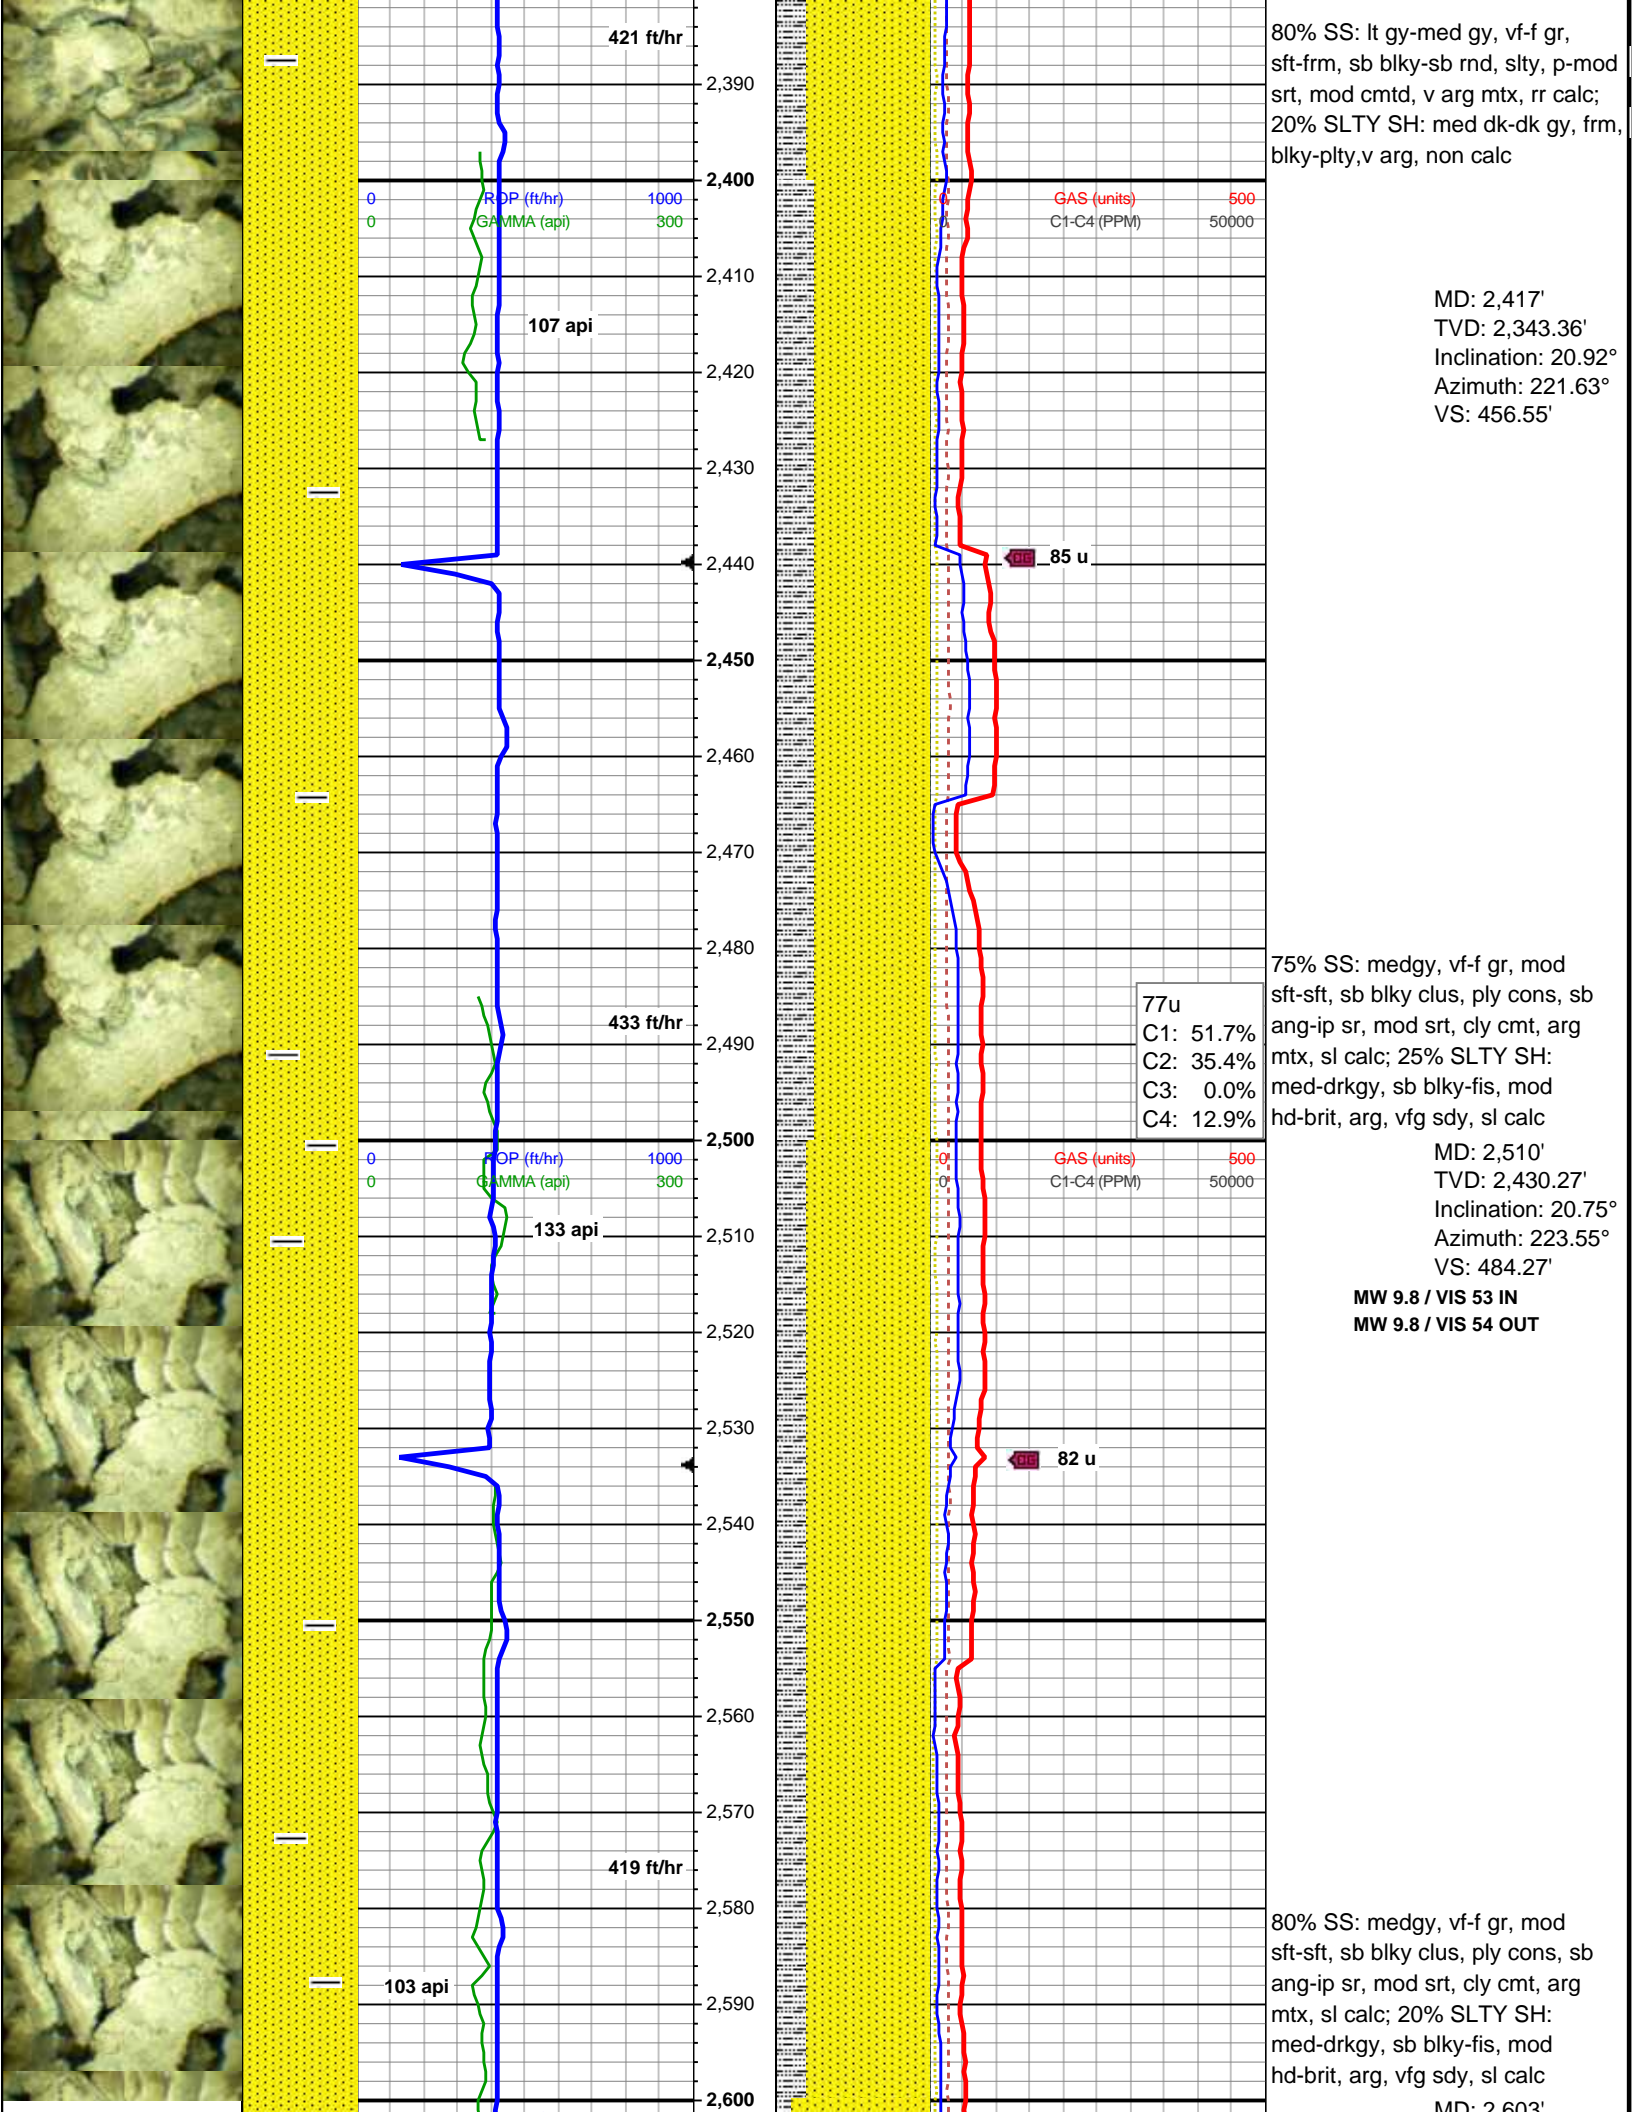 421 ft/hr
80% SS: lt gy-med gy, vf-f gr,
sft-frm, sb blky-sb rnd, slty, p-mod
srt, mod cmtd, v arg mtx, rr calc;
20% SLTY SH: med dk-dk gy, frm,
blky-plty,v arg, non calc
2,390
2,400
0 ROP (ft/hr) 1000
0 GAMMA (api) 300
0 GAS (units) 500
0 C1-C4 (PPM) 50000
2,410
107 api
MD: 2,417'
TVD: 2,343.36'
Inclination: 20.92°
Azimuth: 221.63°
VS: 456.55'
2,420
2,430
2,440
OG 85 u
2,450
2,460
2,470
2,480
75% SS: medgy, vf-f gr, mod
sft-sft, sb blky clus, ply cons, sb
ang-ip sr, mod srt, cly cmt, arg
mtx, sl calc; 25% SLTY SH:
med-drkgy, sb blky-fis, mod
hd-brit, arg, vfg sdy, sl calc
77u
C1: 51.7%
C2: 35.4%
C3: 0.0%
C4: 12.9%
433 ft/hr
2,490
2,500
0 ROP (ft/hr) 1000
0 GAMMA (api) 300
0 GAS (units) 500
0 C1-C4 (PPM) 50000
MD: 2,510'
TVD: 2,430.27'
Inclination: 20.75°
Azimuth: 223.55°
VS: 484.27'
133 api
2,510
MW 9.8 / VIS 53 IN
MW 9.8 / VIS 54 OUT
2,520
2,530
OG 82 u
2,540
2,550
2,560
2,570
419 ft/hr
2,580
80% SS: medgy, vf-f gr, mod
sft-sft, sb blky clus, ply cons, sb
ang-ip sr, mod srt, cly cmt, arg
mtx, sl calc; 20% SLTY SH:
med-drkgy, sb blky-fis, mod
hd-brit, arg, vfg sdy, sl calc
103 api
2,590
2,600
MD: 2,603'